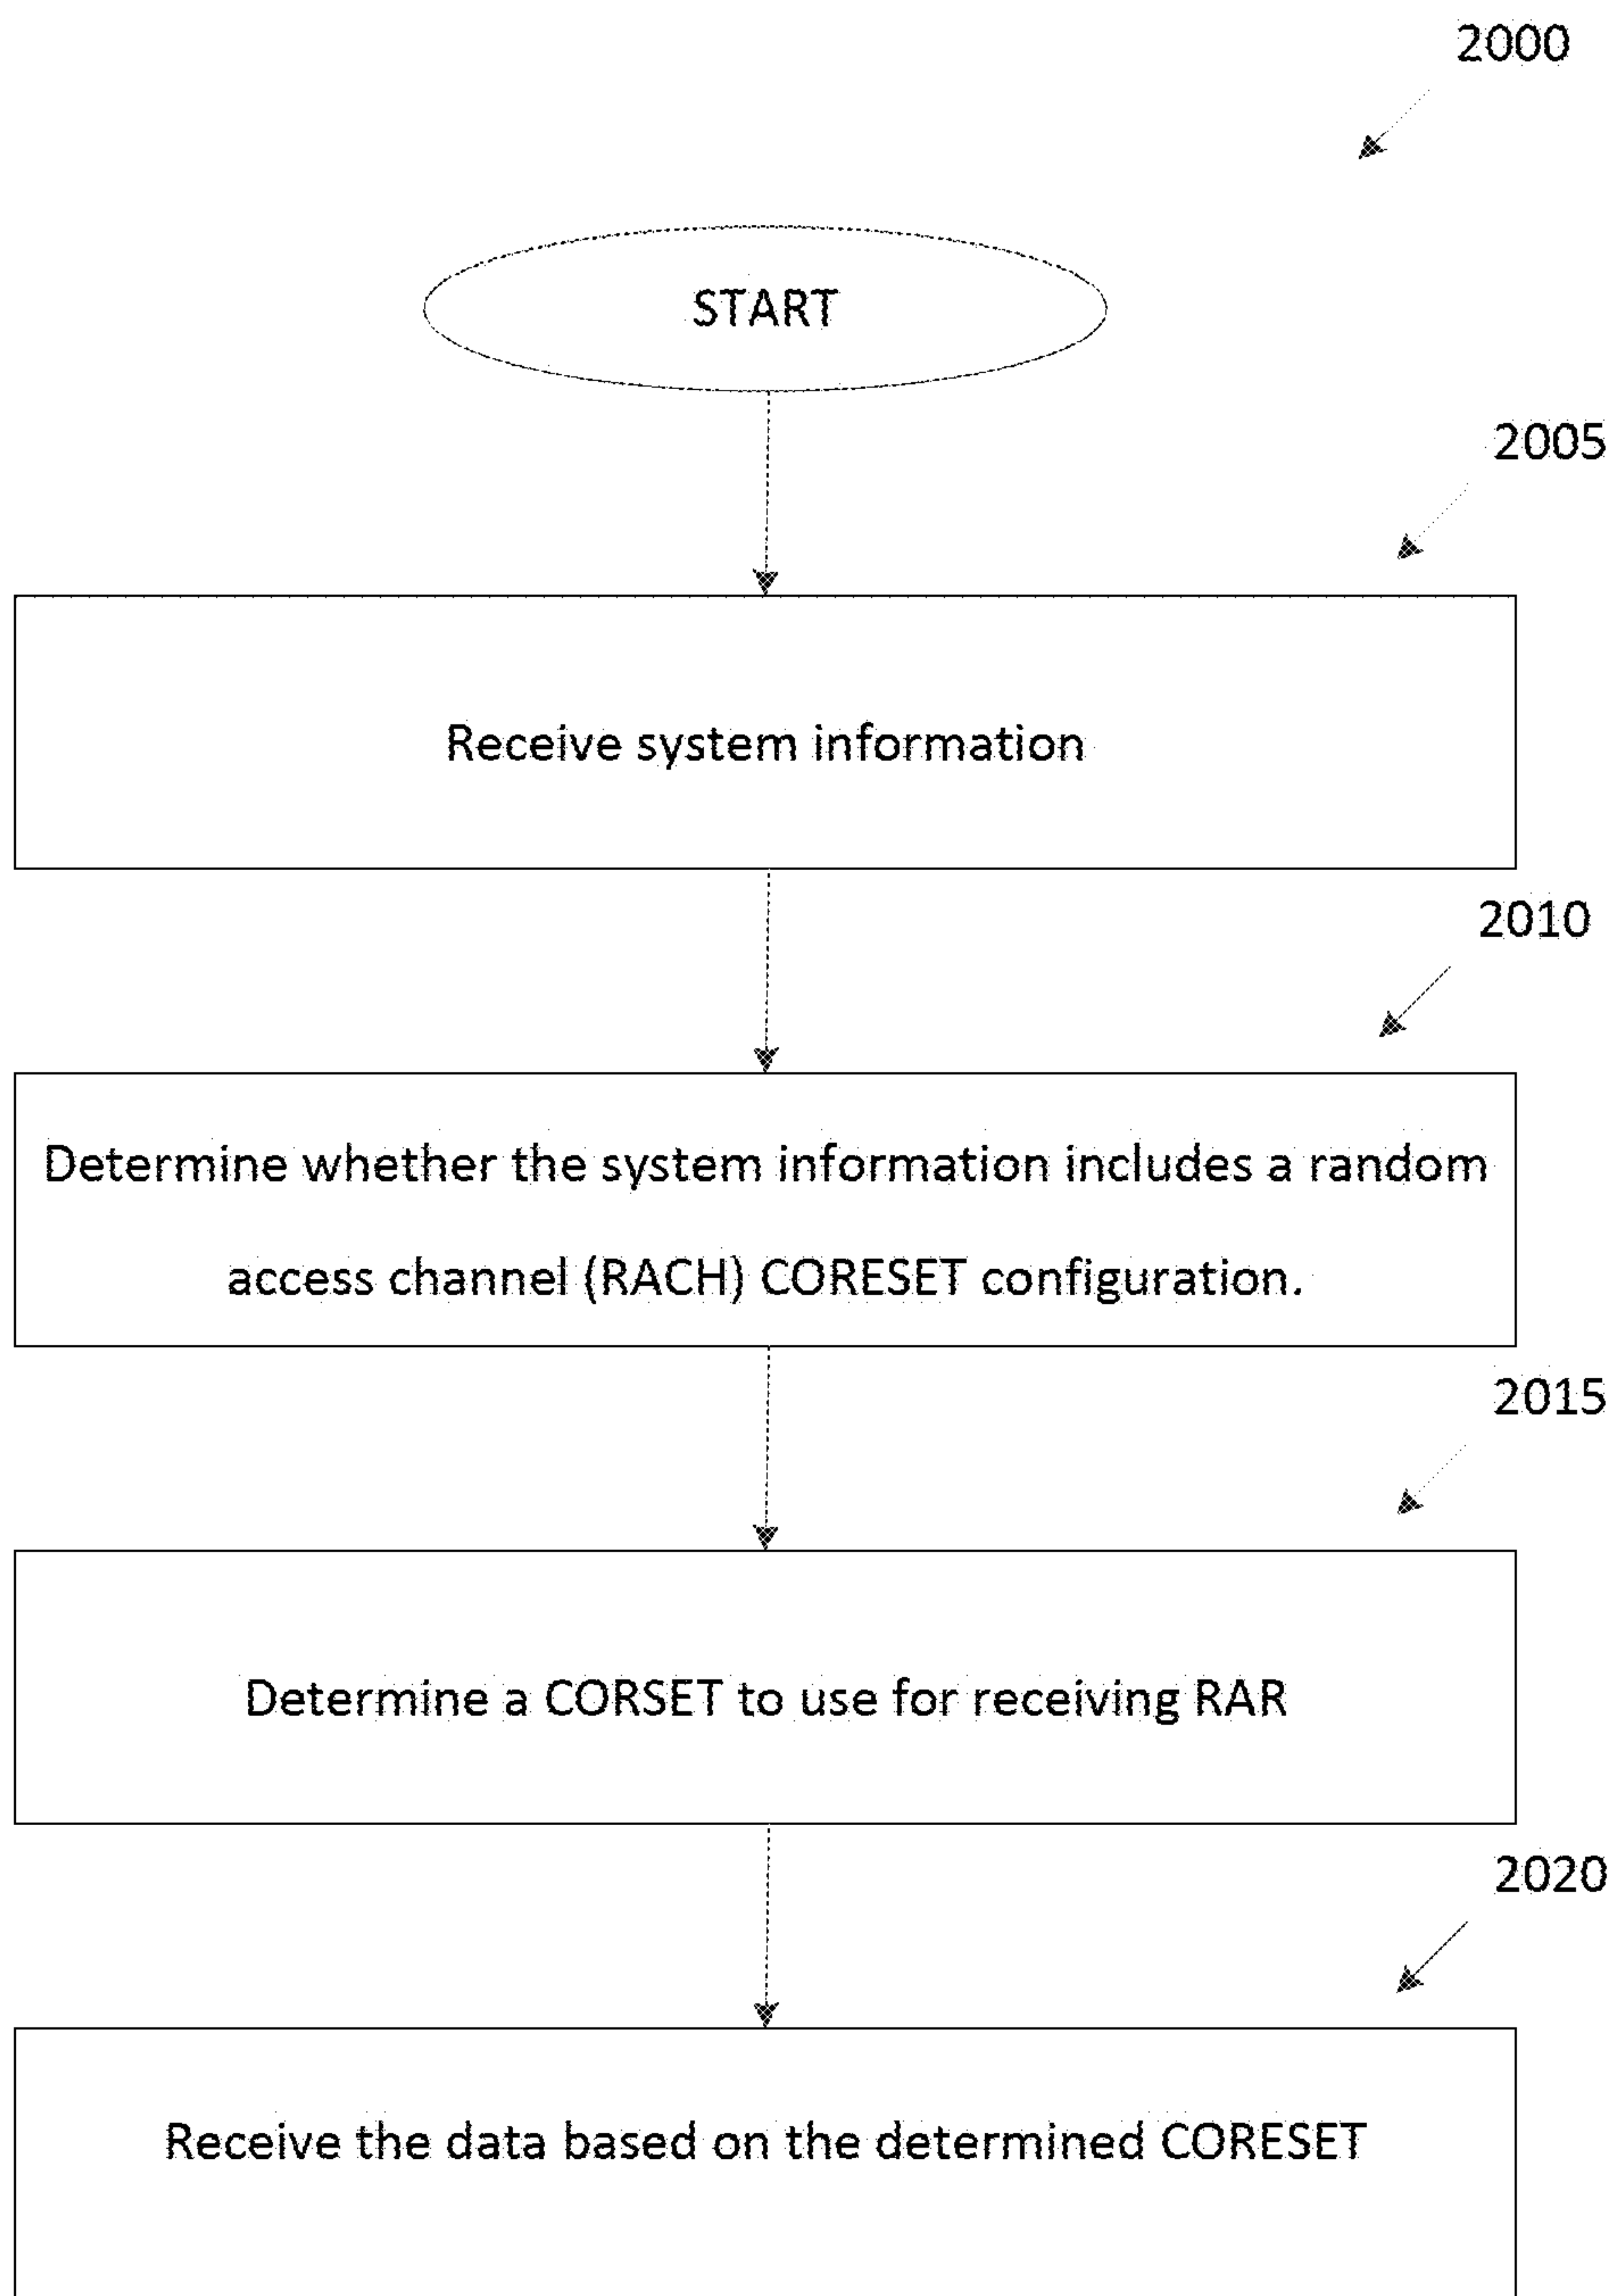 2000
START
2005
Receive system information
2010
Determine whether the system information includes a random
access channel (RACH) CORESET configuration.
2015
Determine a CORSET to use for receiving RAR
2020
Receive the data based on the determined CORESET